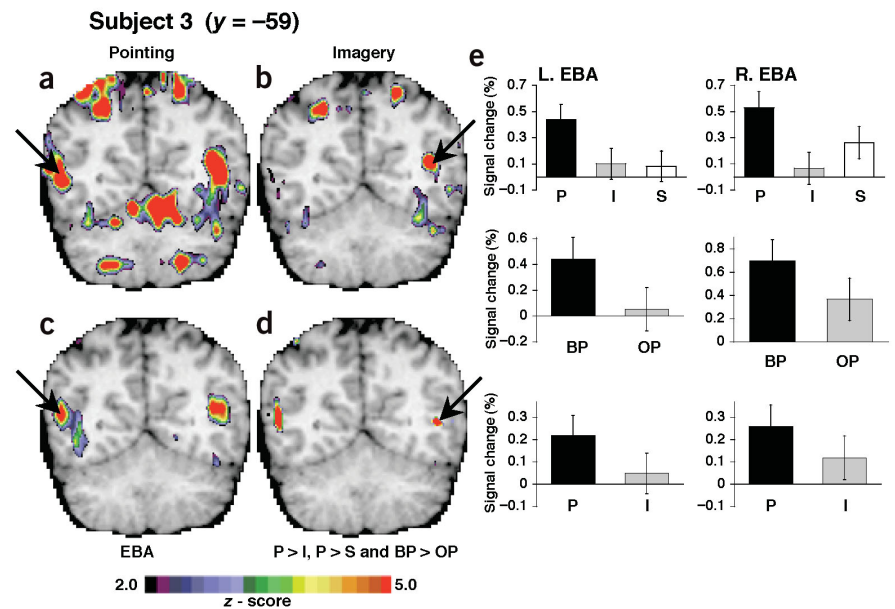 Subject 3 (y = –59)
Pointing
Imagery
a
b
c
d
EBA
P > I, P > S and BP > OP
2.0
5.0
z - score
e
L. EBA
R. EBA
Signal change (%)
0.7
0.5
0.3
0.1
–0.1
P
I
S
0.7
0.5
0.3
0.1
–0.1
P
I
S
Signal change (%)
0.6
0.4
0.2
0
–0.2
BP
OP
0.8
0.6
0.4
0.2
0
BP
OP
Signal change (%)
0.3
0.2
0.1
0
–0.1
P
I
0.3
0.2
0.1
0
–0.1
P
I